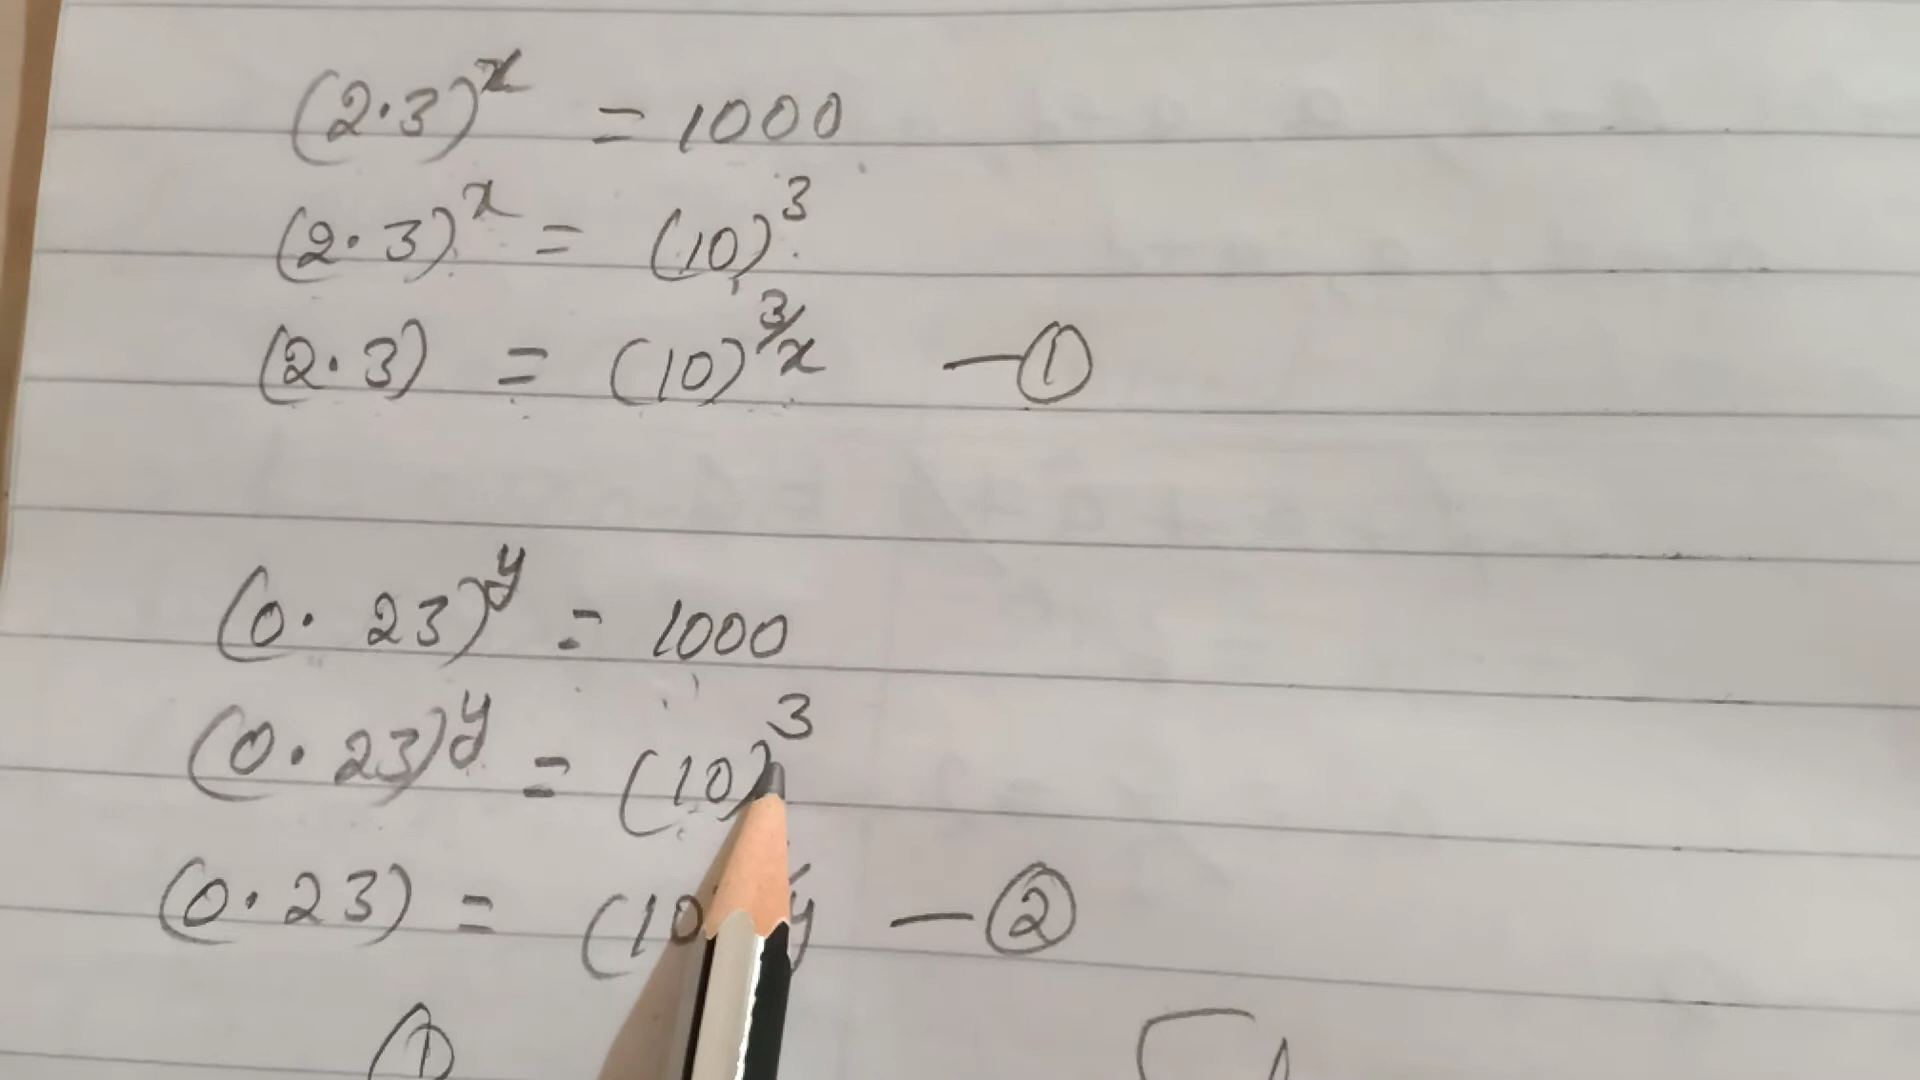 (2·3)^x = 1000
(2·3)^x = (10)^3
(2·3) = (10)^3/x — ①
(0·23)^y = 1000
(0·23)^y = (10)^3
(0·23) = (10 /y — ②
①